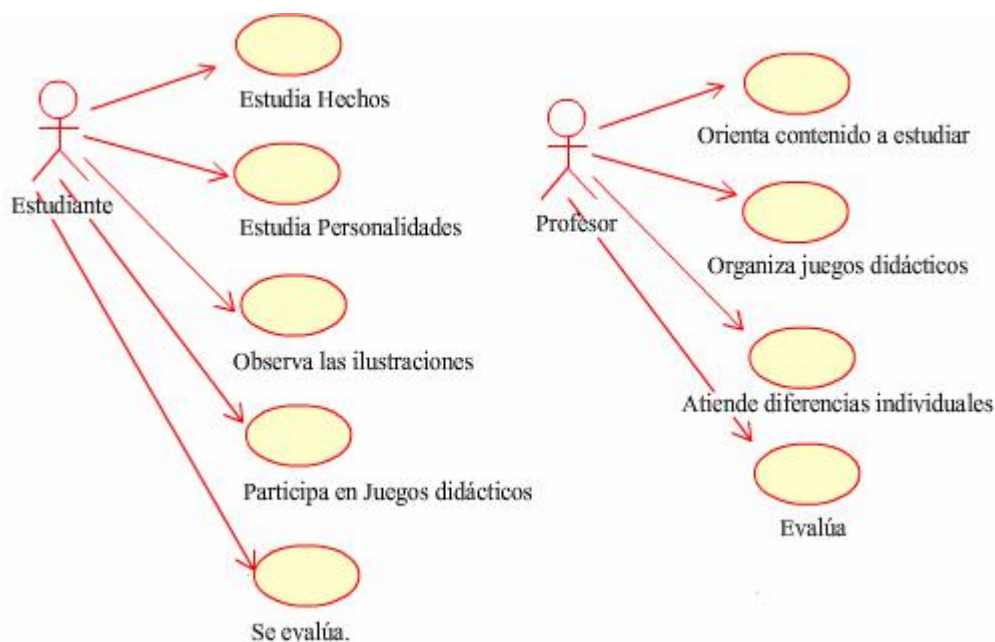 Estudia Hechos
Estudiante
Estudia Personalidades
Observa las ilustraciones
Participa en Juegos didácticos
Se evalúa.
Orienta contenido a estudiar
Profesor
Organiza juegos didácticos
Atiende diferencias individuales
Evalúa